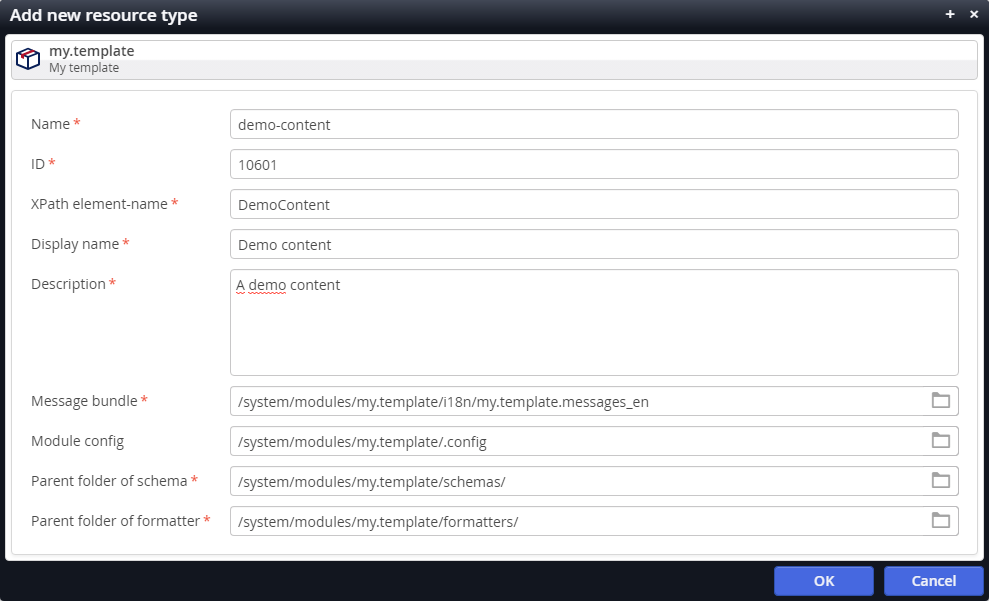 Add new resource type
my.template
My template
Name * demo-content
ID * 10601
XPath element-name * DemoContent
Display name * Demo content
Description * A demo content
Message bundle * /system/modules/my.template/i18n/my.template.messages_en
Module config /system/modules/my.template/.config
Parent folder of schema * /system/modules/my.template/schemas/
Parent folder of formatter * /system/modules/my.template/formatters/
OK Cancel